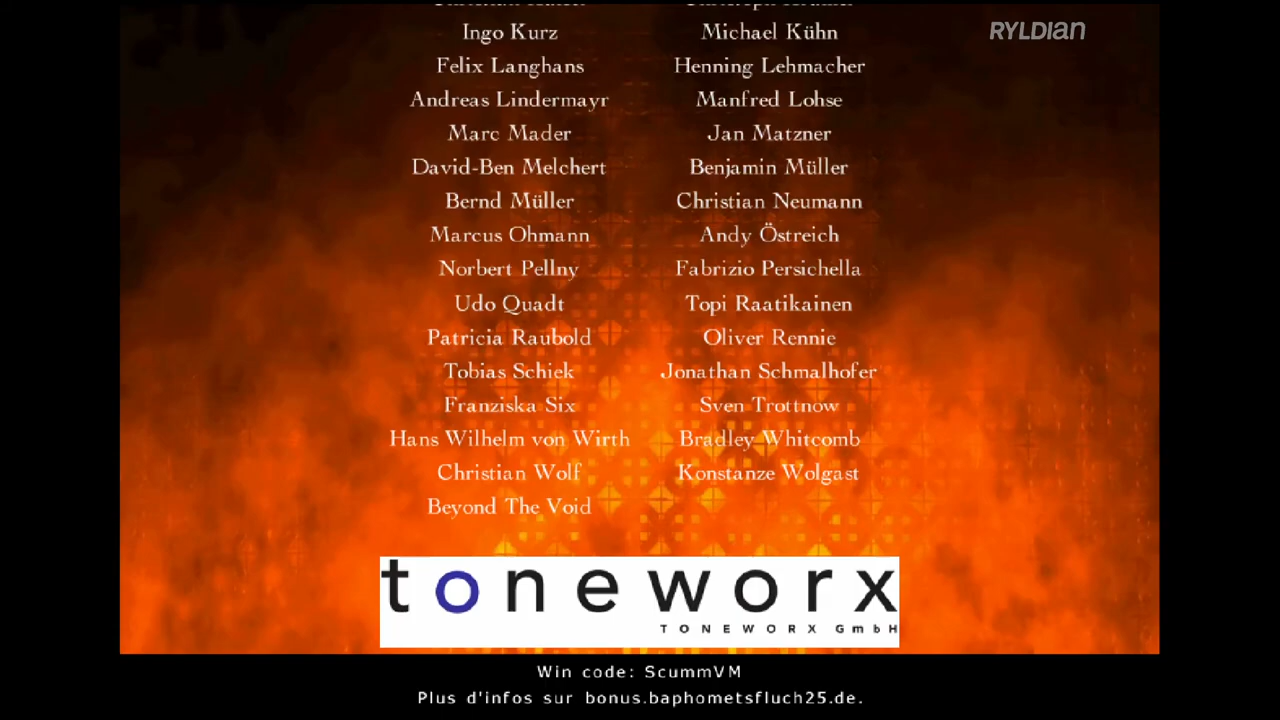 RYLDIan
Ingo Kurz Michael Kühn
Felix Langhans Henning Lehmacher
Andreas Lindermayr Manfred Lohse
Marc Mader Jan Matzner
David-Ben Melchert Benjamin Müller
Bernd Müller Christian Neumann
Marcus Ohmann Andy Östreich
Norbert Pellny Fabrizio Persichella
Udo Quadt Topi Raatikainen
Patricia Raubold Oliver Rennie
Tobias Schiek Jonathan Schmalhofer
Franziska Six Sven Trottnow
Hans Wilhelm von Wirth Bradley Whitcomb
Christian Wolf Konstanze Wolgast
Beyond The Void
toneworx
TONEWORX GmbH
Win code: ScummVM
Plus d'infos sur bonus.baphometsfluch25.de.